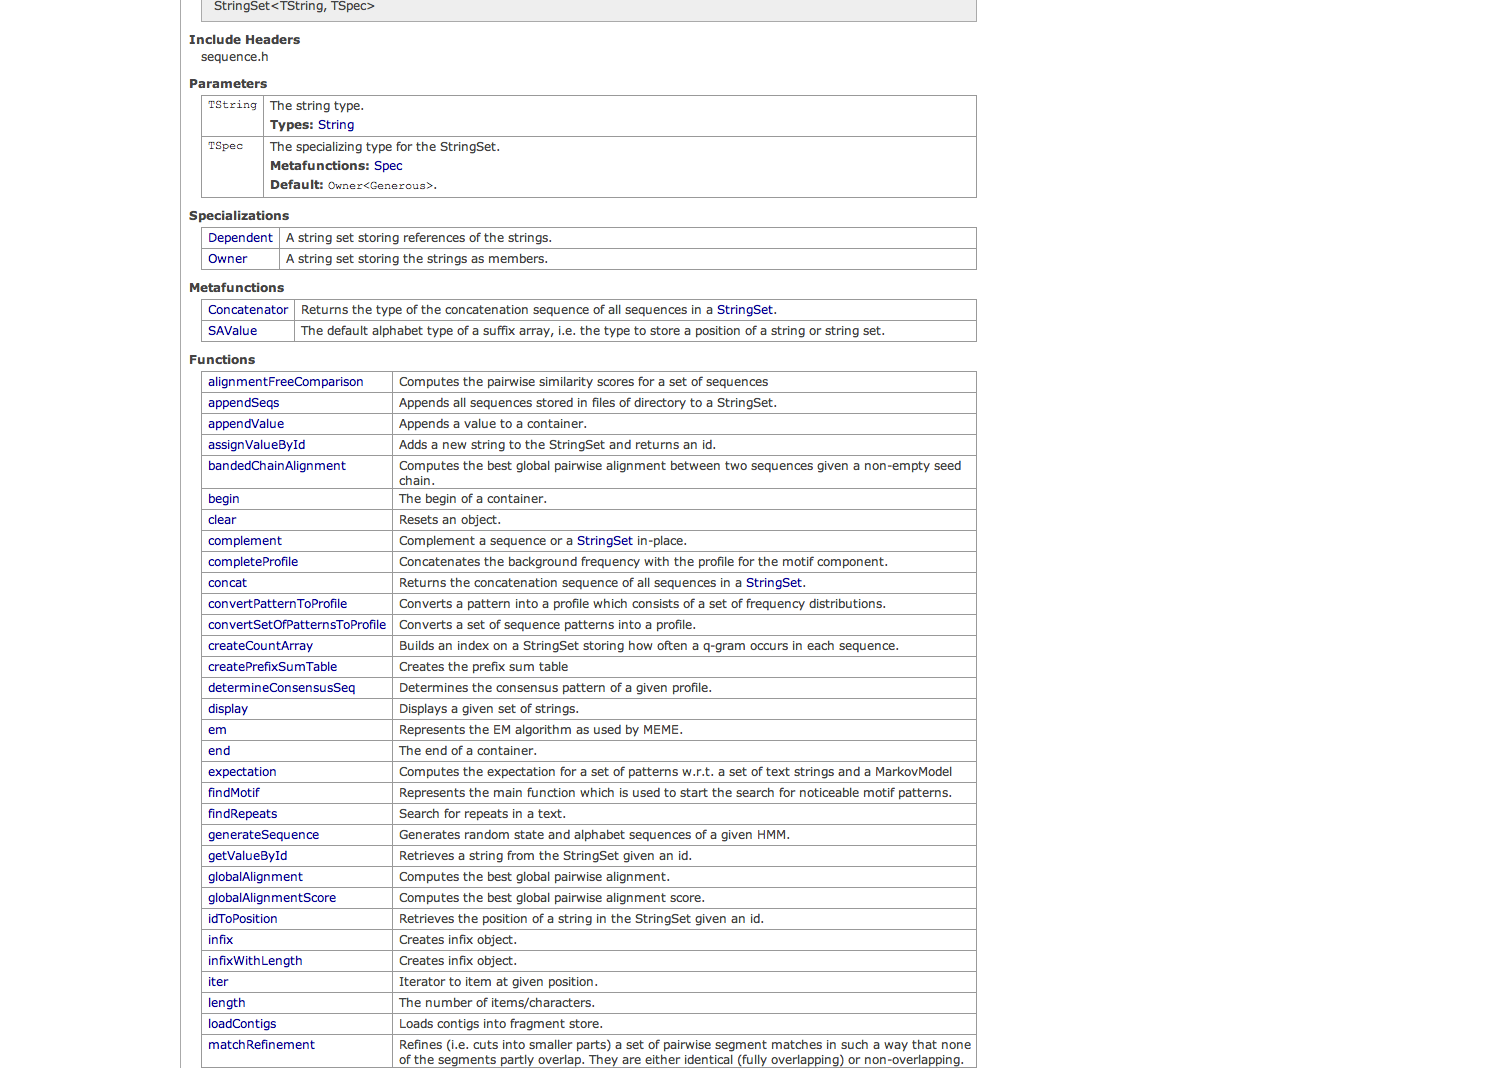 StringSet<TString, TSpec>
Include Headers
sequence.h
Parameters
TString The string type.
Types: String
TSpec The specializing type for the StringSet.
Metafunctions: Spec
Default: Owner<Generous>.
Specializations
Dependent A string set storing references of the strings.
Owner A string set storing the strings as members.
Metafunctions
Concatenator Returns the type of the concatenation sequence of all sequences in a StringSet.
SAValue The default alphabet type of a suffix array, i.e. the type to store a position of a string or string set.
Functions
alignmentFreeComparison Computes the pairwise similarity scores for a set of sequences
appendSeqs Appends all sequences stored in files of directory to a StringSet.
appendValue Appends a value to a container.
assignValueById Adds a new string to the StringSet and returns an id.
bandedChainAlignment Computes the best global pairwise alignment between two sequences given a non-empty seed
chain.
begin The begin of a container.
clear Resets an object.
complement Complement a sequence or a StringSet in-place.
completeProfile Concatenates the background frequency with the profile for the motif component.
concat Returns the concatenation sequence of all sequences in a StringSet.
convertPatternToProfile Converts a pattern into a profile which consists of a set of frequency distributions.
convertSetOfPatternsToProfile Converts a set of sequence patterns into a profile.
createCountArray Builds an index on a StringSet storing how often a q-gram occurs in each sequence.
createPrefixSumTable Creates the prefix sum table
determineConsensusSeq Determines the consensus pattern of a given profile.
display Displays a given set of strings.
em Represents the EM algorithm as used by MEME.
end The end of a container.
expectation Computes the expectation for a set of patterns w.r.t. a set of text strings and a MarkovModel
findMotif Represents the main function which is used to start the search for noticeable motif patterns.
findRepeats Search for repeats in a text.
generateSequence Generates random state and alphabet sequences of a given HMM.
getValueById Retrieves a string from the StringSet given an id.
globalAlignment Computes the best global pairwise alignment.
globalAlignmentScore Computes the best global pairwise alignment score.
idToPosition Retrieves the position of a string in the StringSet given an id.
infix Creates infix object.
infixWithLength Creates infix object.
iter Iterator to item at given position.
length The number of items/characters.
loadContigs Loads contigs into fragment store.
matchRefinement Refines (i.e. cuts into smaller parts) a set of pairwise segment matches in such a way that none
of the segments partly overlap. They are either identical (fully overlapping) or non-overlapping.